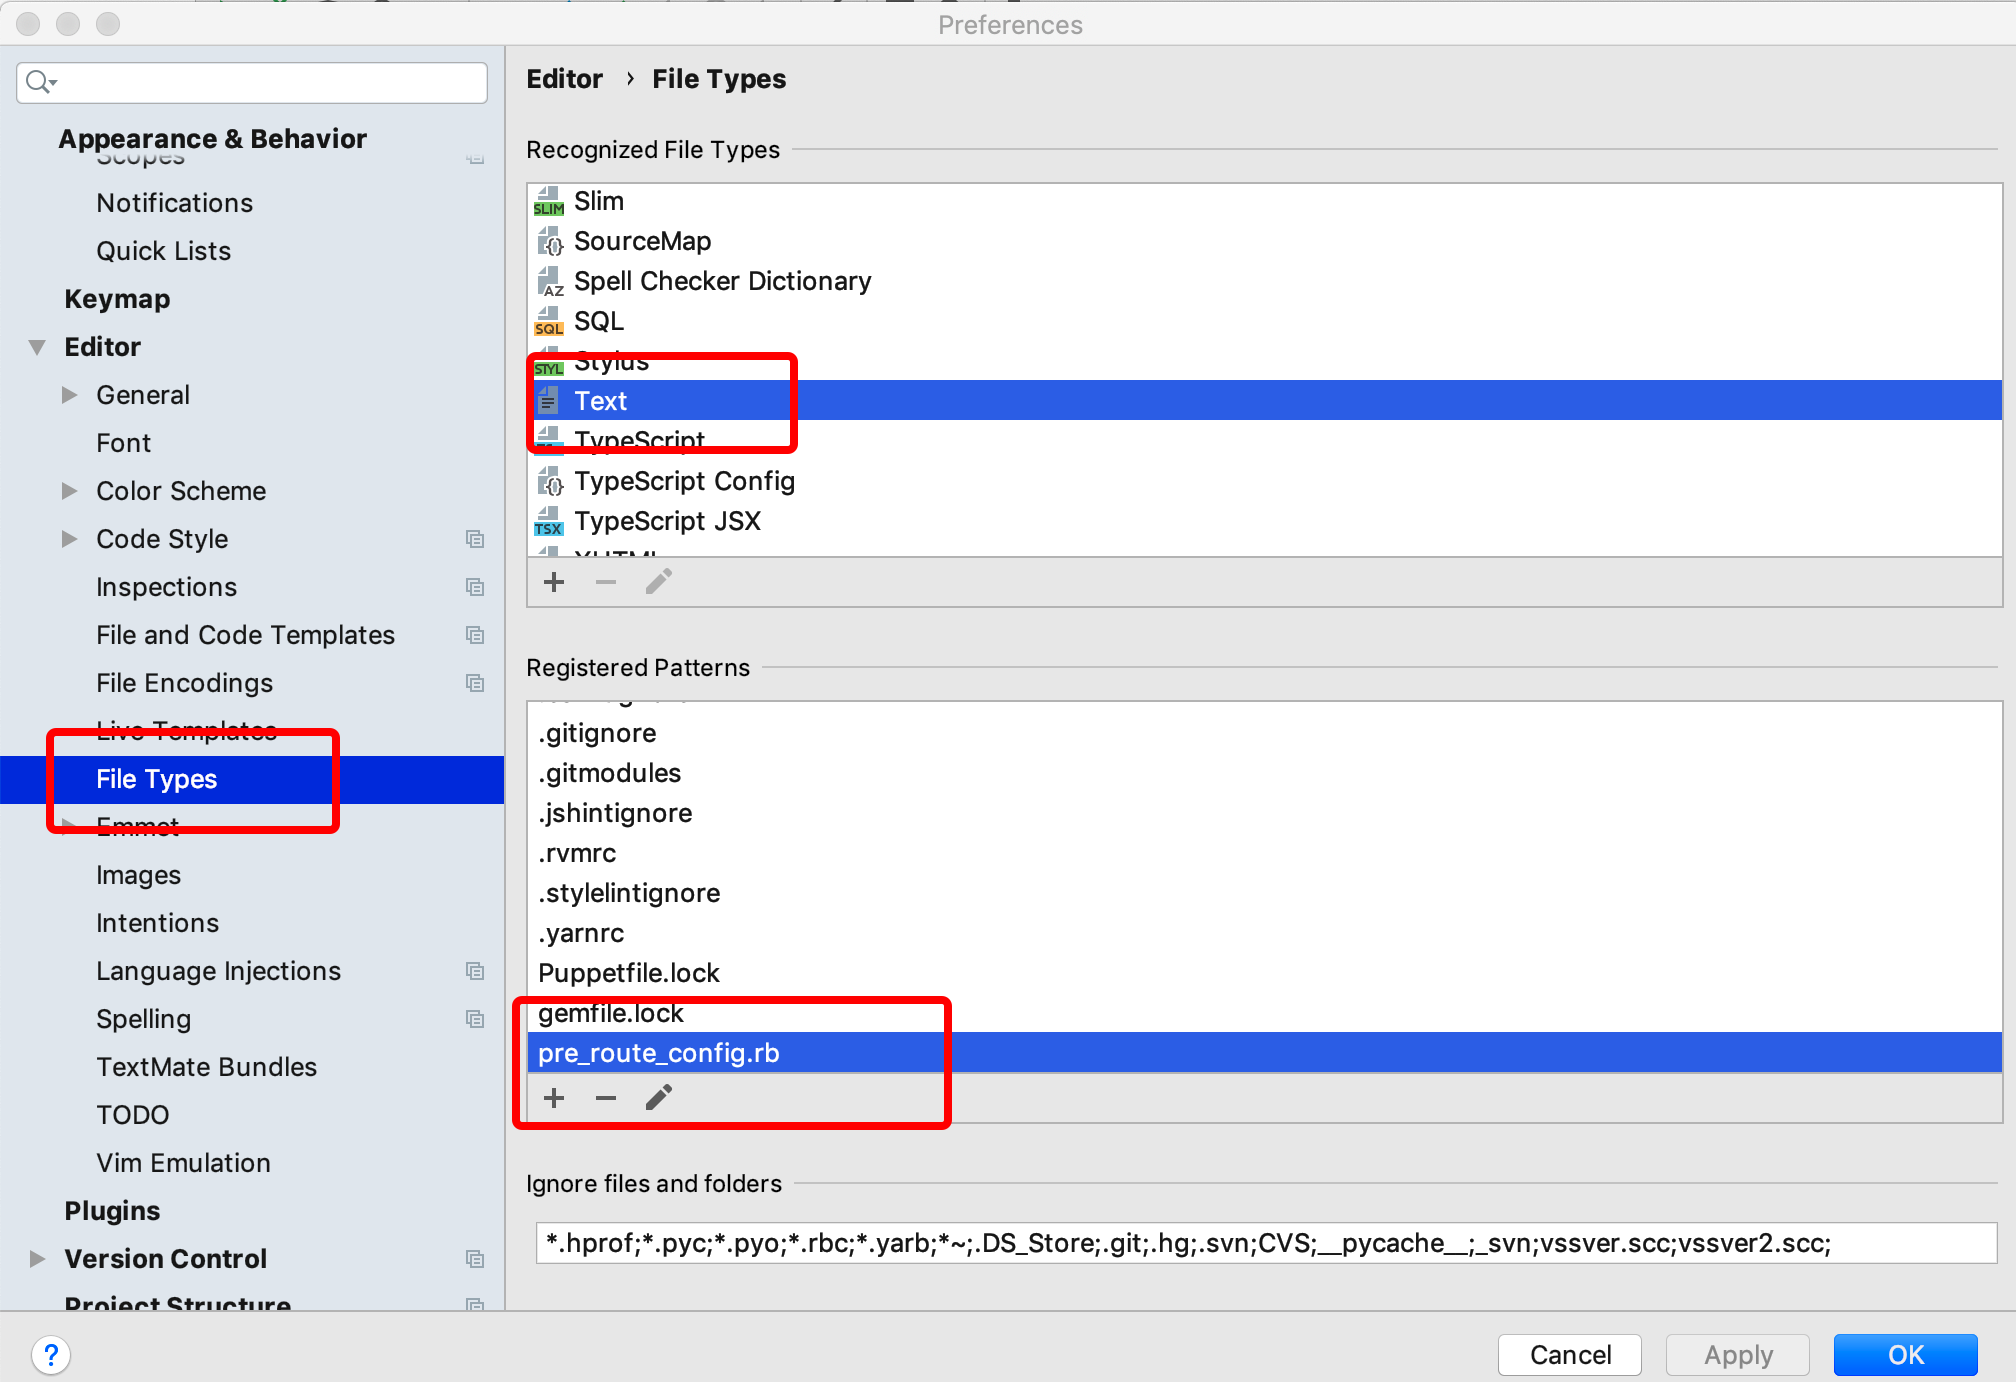 Preferences
Appearance & Behavior
Scopes
Notifications
Quick Lists
Keymap
Editor
General
Font
Color Scheme
Code Style
Inspections
File and Code Templates
File Encodings
Live Templates
File Types
Emmet
Images
Intentions
Language Injections
Spelling
TextMate Bundles
TODO
Vim Emulation
Plugins
Version Control
Project Structure
Editor › File Types
Recognized File Types
SLIM Slim
{} SourceMap
AZ Spell Checker Dictionary
SQL SQL
STYL Stylus
Text
TypeScript
{} TypeScript Config
TSX TypeScript JSX
XHTML
Registered Patterns
.gitignore
.gitmodules
.jshintignore
.rvmrc
.stylelintignore
.yarnrc
Puppetfile.lock
gemfile.lock
pre_route_config.rb
Ignore files and folders
*.hprof;*.pyc;*.pyo;*.rbc;*.yarb;*~;.DS_Store;.git;.hg;.svn;CVS;__pycache__;_svn;vssver.scc;vssver2.scc;
?
Cancel
Apply
OK